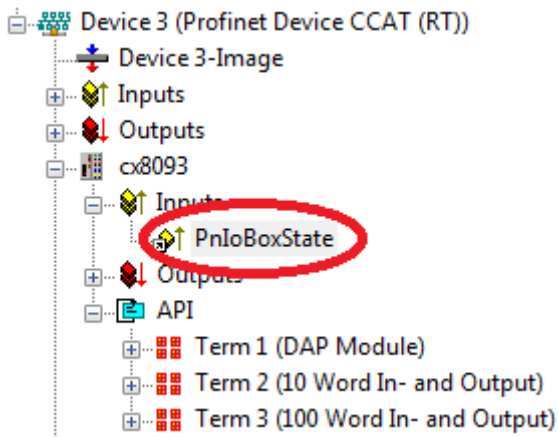 Device 3 (Profinet Device CCAT (RT))
Device 3-Image
Inputs
Outputs
cx8093
Inputs
PnIoBoxState
Outputs
API
Term 1 (DAP Module)
Term 2 (10 Word In- and Output)
Term 3 (100 Word In- and Output)